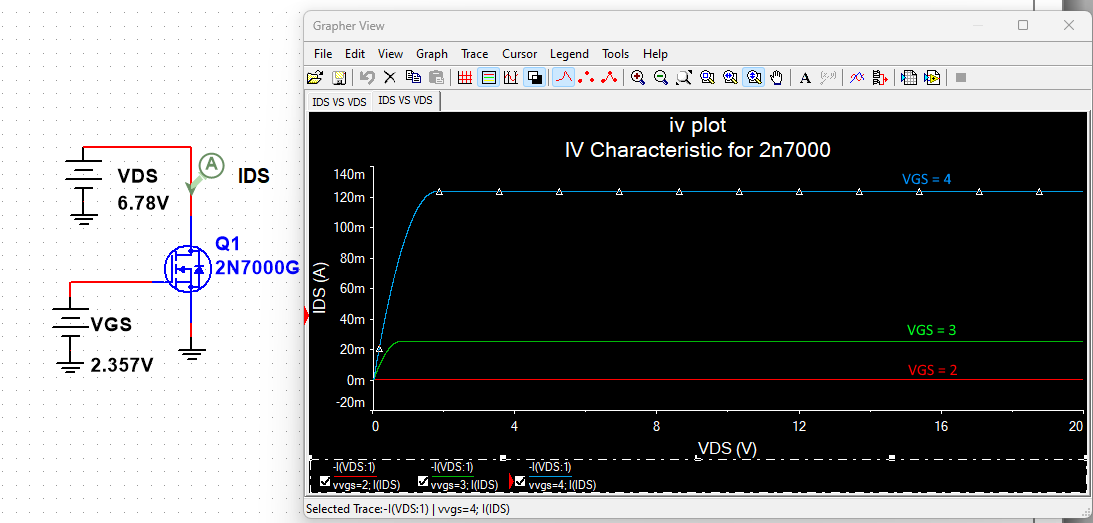 Grapher View
File Edit View Graph Trace Cursor Legend Tools Help
A (x,y)
IDS VS VDS IDS VS VDS
iv plot
IV Characteristic for 2n7000
VDS
6.78V
A
IDS
Q1
2N7000G
VGS
2.357V
IDS (A)
140m
120m
100m
80m
60m
40m
20m
0m
-20m
VGS = 4
VGS = 3
VGS = 2
0 4 8 12 16 20
VDS (V)
-I(VDS:1) -I(VDS:1) -I(VDS:1)
vvgs=2; I(IDS) vvgs=3; I(IDS) vvgs=4; I(IDS)
Selected Trace:-I(VDS:1) | vvgs=4; I(IDS)